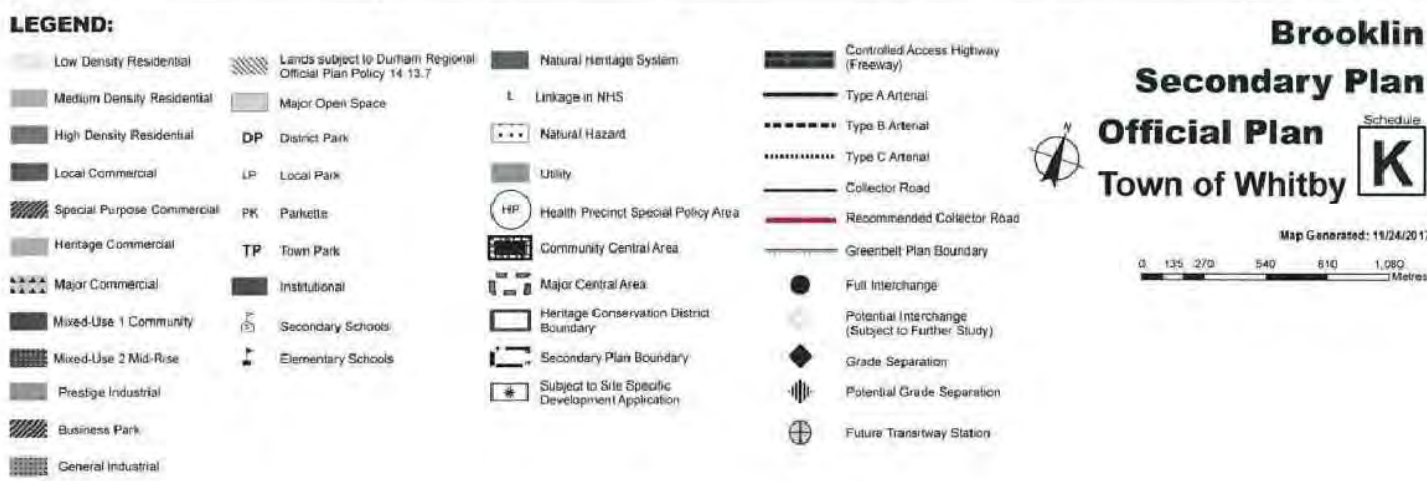 LEGEND:
Low Density Residential
Medium Density Residential
High Density Residential
Local Commercial
Special Purpose Commercial
Heritage Commercial
Major Commercial
Mixed-Use 1 Community
Mixed-Use 2 Mid-Rise
Prestige Industrial
Business Park
General Industrial
Lands subject to Durham Regional
Official Plan Policy 14.13.7
Major Open Space
DP District Park
LP Local Park
PK Parkette
TP Town Park
Institutional
Secondary Schools
Elementary Schools
Natural Heritage System
L Linkage in NHS
Natural Hazard
Utility
HP Health Precinct Special Policy Area
Community Central Area
Major Central Area
Heritage Conservation District
Boundary
Secondary Plan Boundary
Subject to Site Specific
Development Application
Controlled Access Highway
(Freeway)
Type A Arterial
Type B Arterial
Type C Arterial
Collector Road
Recommended Collector Road
Greenbelt Plan Boundary
Full Interchange
Potential Interchange
(Subject to Further Study)
Grade Separation
Potential Grade Separation
Future Transitway Station
Brooklin
Secondary Plan
Official Plan
Town of Whitby
Schedule
K
N
Map Generated: 11/24/2017
0 135 270 540 810 1,080
Metres